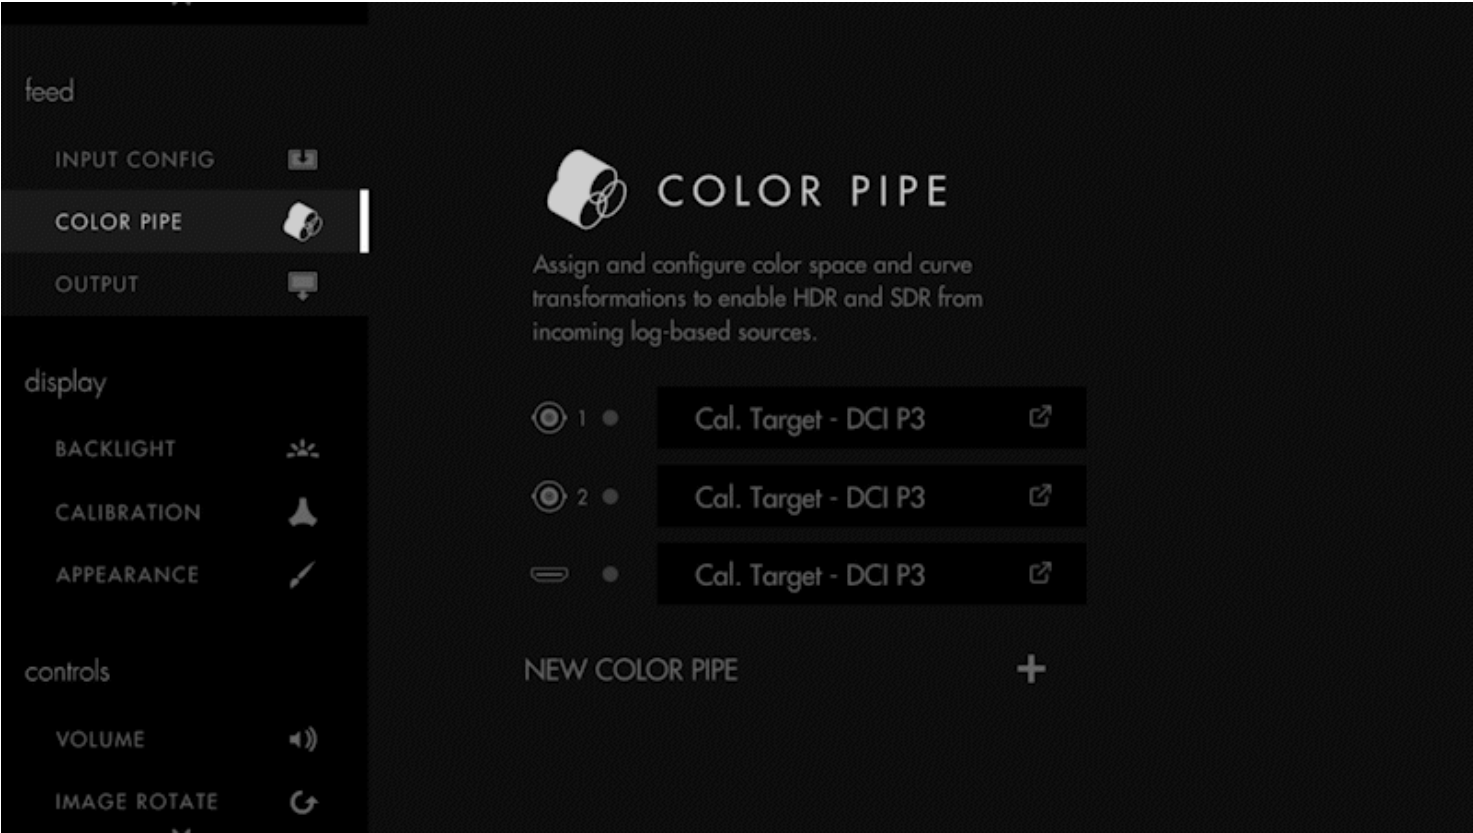 feed
INPUT CONFIG
COLOR PIPE
OUTPUT
display
BACKLIGHT
CALIBRATION
APPEARANCE
controls
VOLUME
IMAGE ROTATE
COLOR PIPE
Assign and configure color space and curve
transformations to enable HDR and SDR from
incoming log-based sources.
1 Cal. Target - DCI P3
2 Cal. Target - DCI P3
Cal. Target - DCI P3
NEW COLOR PIPE